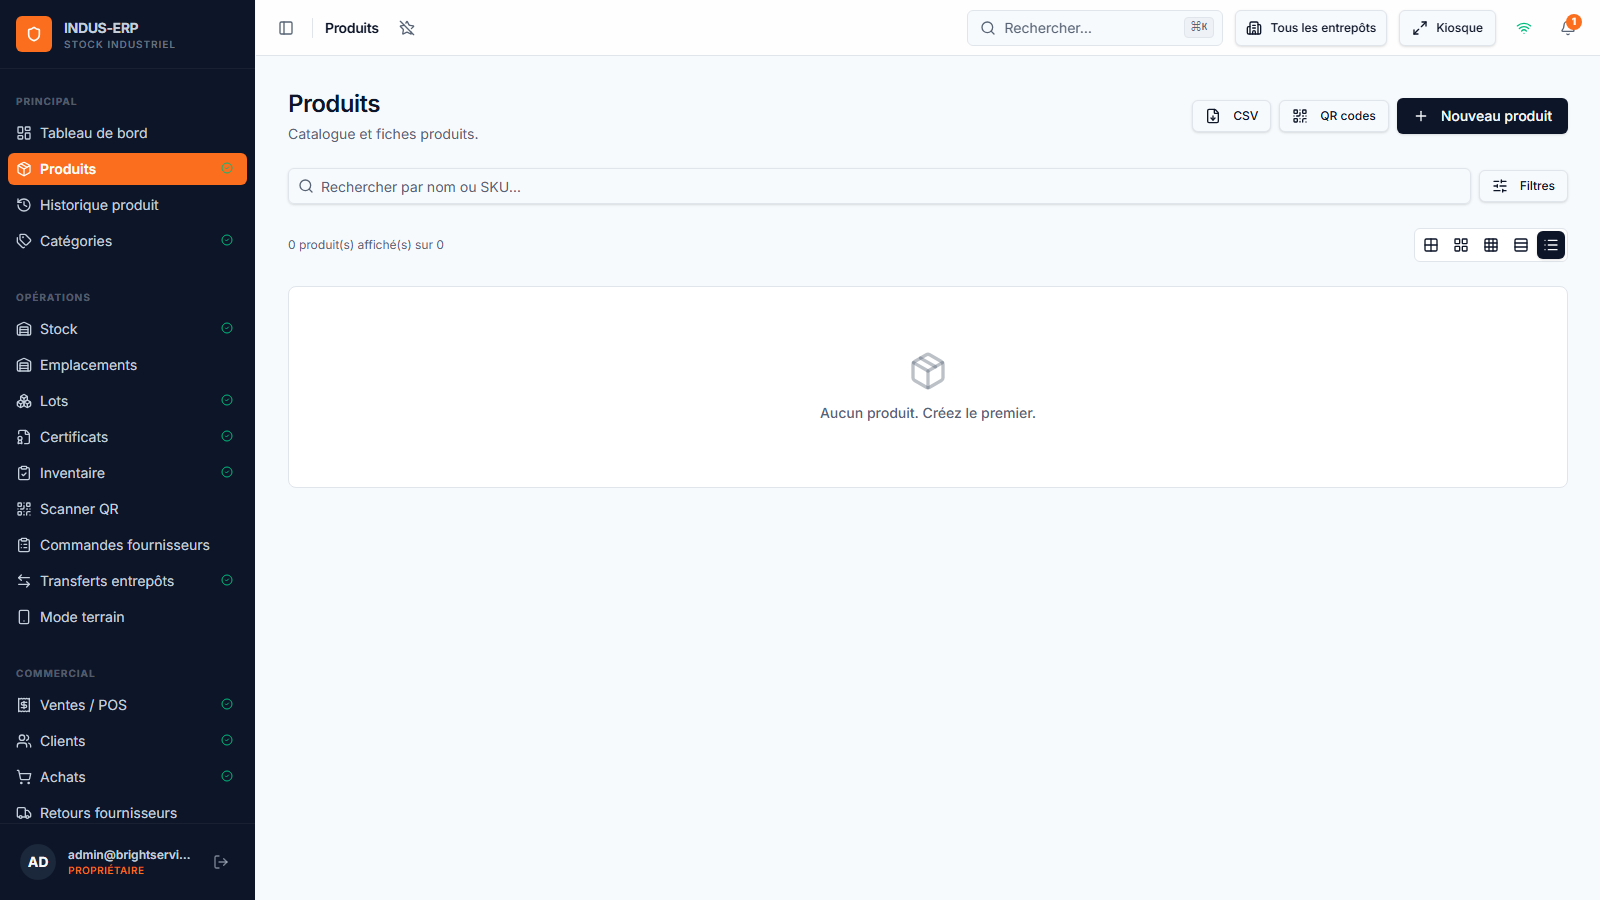 INDUS-ERP
STOCK INDUSTRIEL
PRINCIPAL
Tableau de bord
Produits
Historique produit
Catégories
OPÉRATIONS
Stock
Emplacements
Lots
Certificats
Inventaire
Scanner QR
Commandes fournisseurs
Transferts entrepôts
Mode terrain
COMMERCIAL
Ventes / POS
Clients
Achats
Retours fournisseurs
AD
admin@brightservi...
PROPRIÉTAIRE
Produits
Rechercher...
⌘K
Tous les entrepôts
Kiosque
1
Produits
Catalogue et fiches produits.
CSV
QR codes
Nouveau produit
Rechercher par nom ou SKU...
Filtres
0 produit(s) affiché(s) sur 0
Aucun produit. Créez le premier.